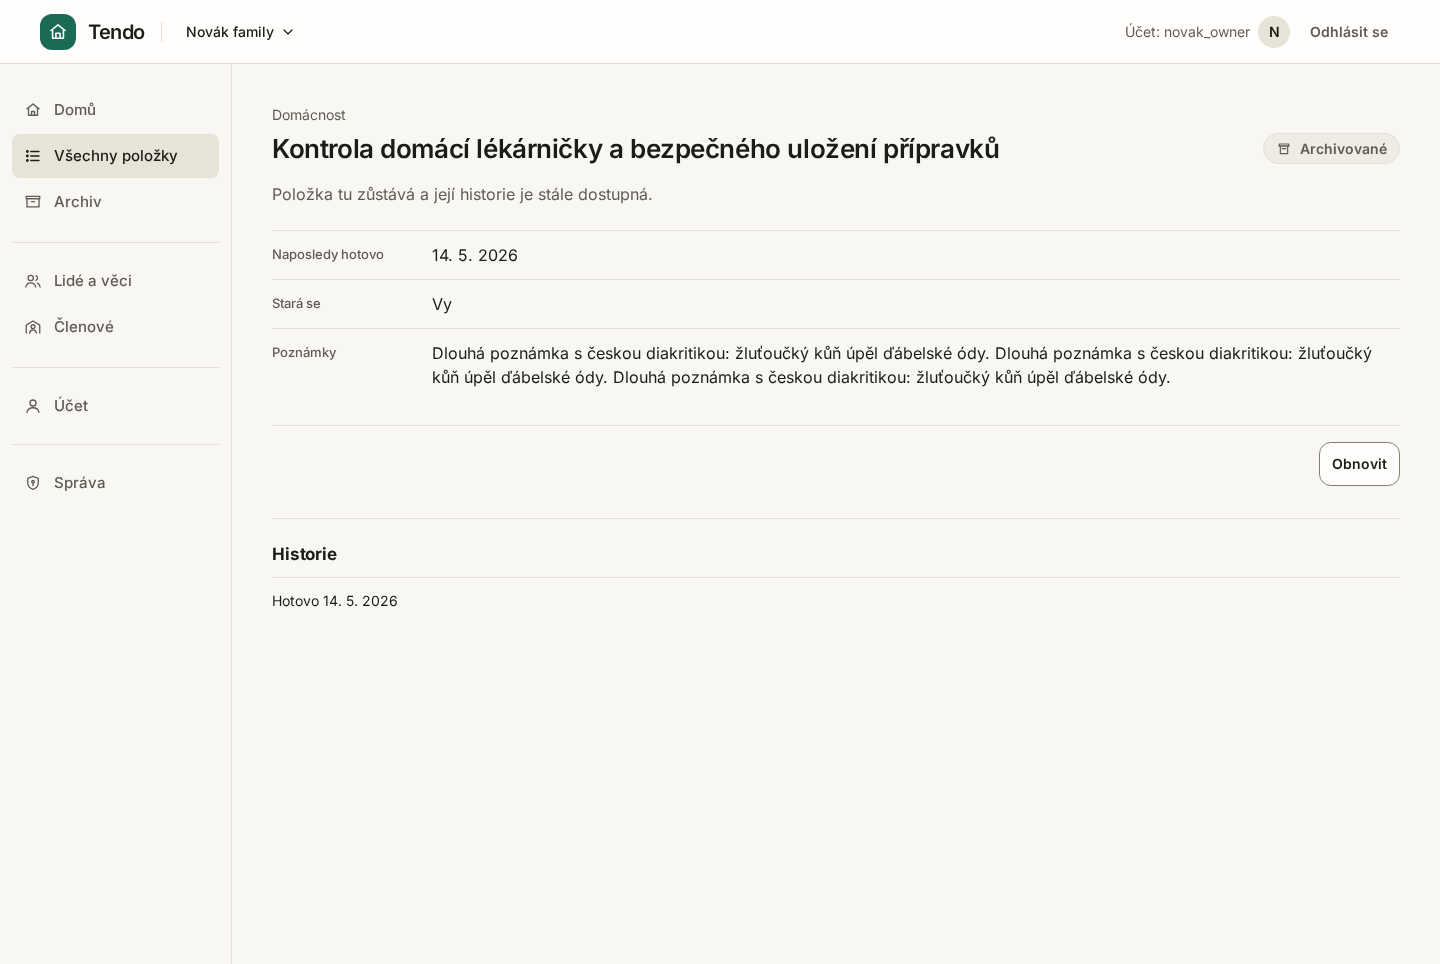 Tendo
Novák family
Účet: novak_owner
N
Odhlásit se
Domů
Všechny položky
Archiv
Lidé a věci
Členové
Účet
Správa
Domácnost
Kontrola domácí lékárničky a bezpečného uložení přípravků
Archivované
Položka tu zůstává a její historie je stále dostupná.
Naposledy hotovo
14. 5. 2026
Stará se
Vy
Poznámky
Dlouhá poznámka s českou diakritikou: žluťoučký kůň úpěl ďábelské ódy. Dlouhá poznámka s českou diakritikou: žluťoučký
kůň úpěl ďábelské ódy. Dlouhá poznámka s českou diakritikou: žluťoučký kůň úpěl ďábelské ódy.
Obnovit
Historie
Hotovo 14. 5. 2026